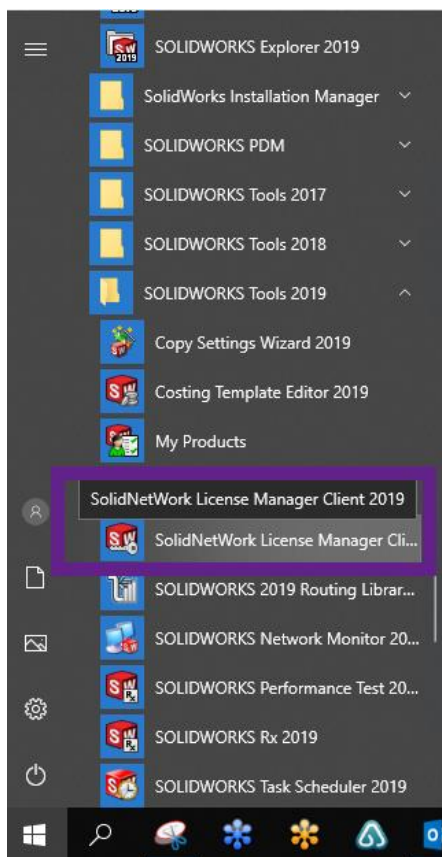 2019
SOLIDWORKS Explorer 2019
SolidWorks Installation Manager
SOLIDWORKS PDM
SOLIDWORKS Tools 2017
SOLIDWORKS Tools 2018
SOLIDWORKS Tools 2019
Copy Settings Wizard 2019
Costing Template Editor 2019
My Products
SolidNetWork License Manager Client 2019
SolidNetWork License Manager Cli...
SOLIDWORKS 2019 Routing Librar...
SOLIDWORKS Network Monitor 20...
SOLIDWORKS Performance Test 20...
SOLIDWORKS Rx 2019
SOLIDWORKS Task Scheduler 2019